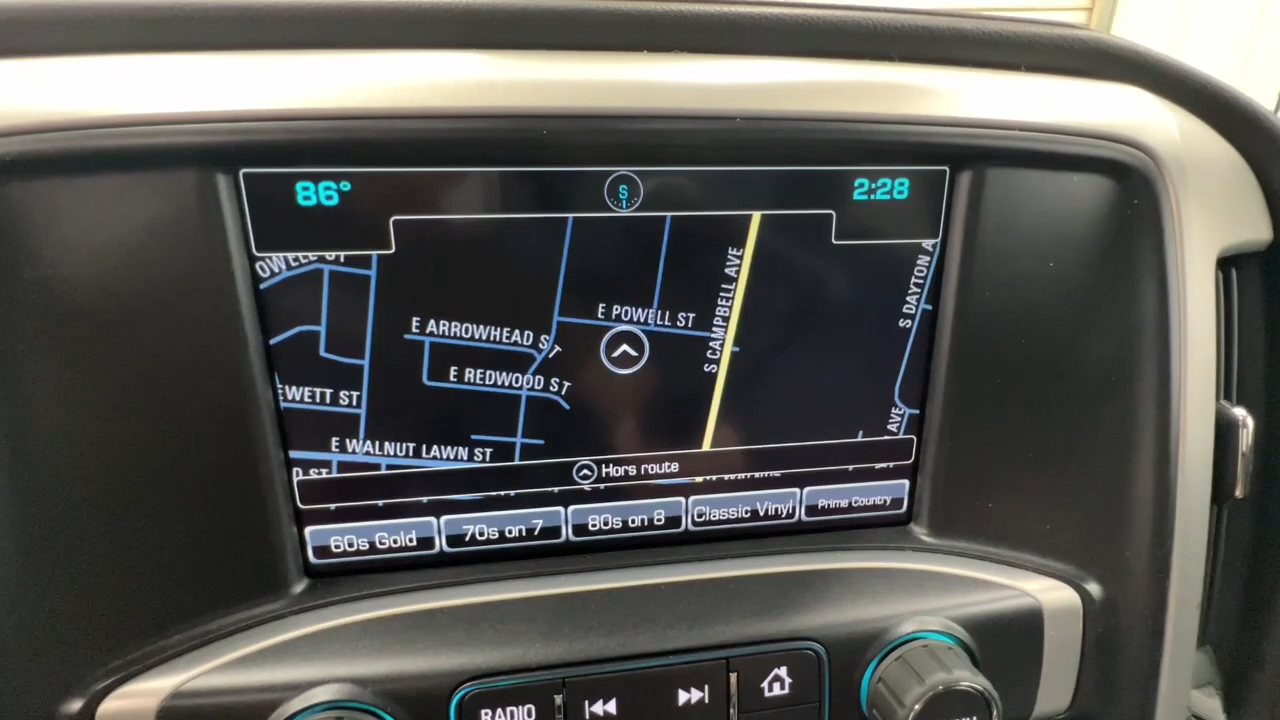 86°
S
2:28
OWELL ST
S CAMPBELL AVE
S DAYTON A
E POWELL ST
E ARROWHEAD ST
E REDWOOD ST
EWETT ST
AVE
E WALNUT LAWN ST
D ST
Hors route
60s Gold
70s on 7
80s on 8
Classic Vinyl
Prime Country
RADIO